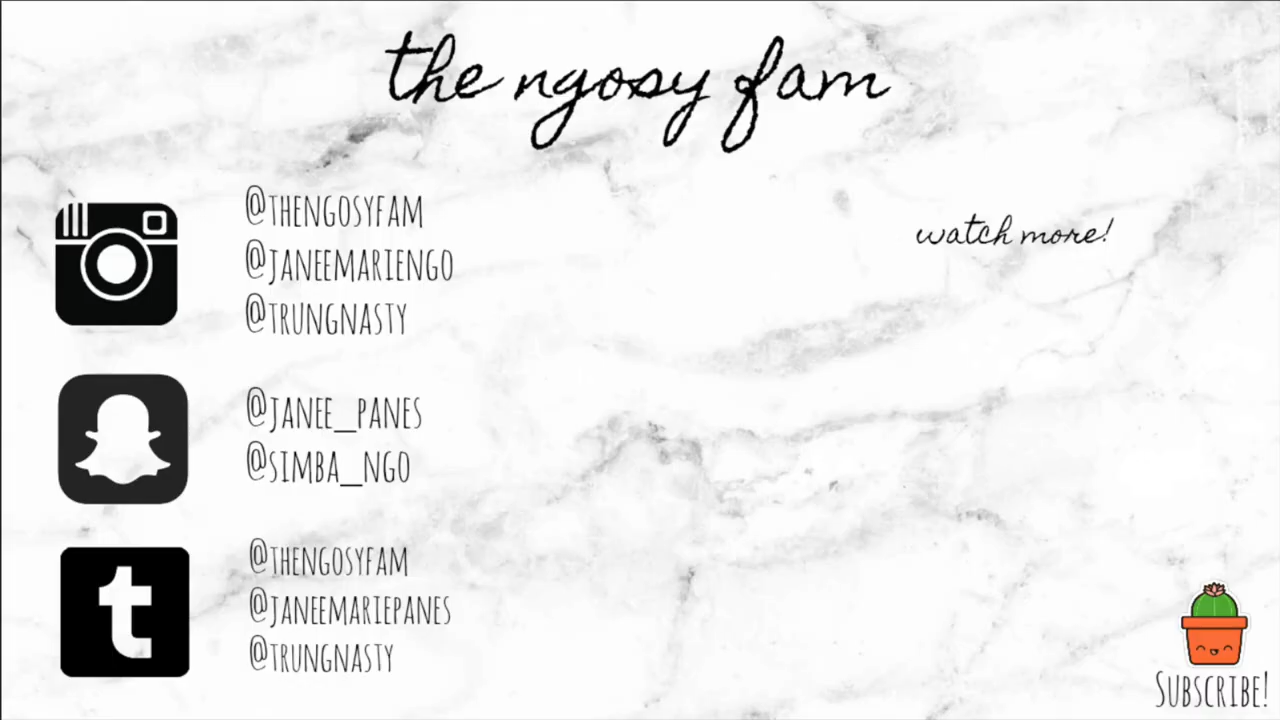 the ngosy fam
@THENGOSYFAM
@JANEEMARIENGO
@TRUNGNASTY
watch more!
@JANEE_PANES
@SIMBA_NGO
t
@THENGOSYFAM
@JANEEMARIEPANES
@TRUNGNASTY
SUBSCRIBE!